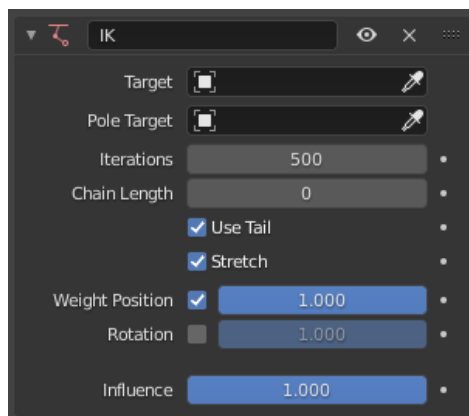 IK
Target
Pole Target
Iterations 500
Chain Length 0
Use Tail
Stretch
Weight Position 1.000
Rotation 1.000
Influence 1.000